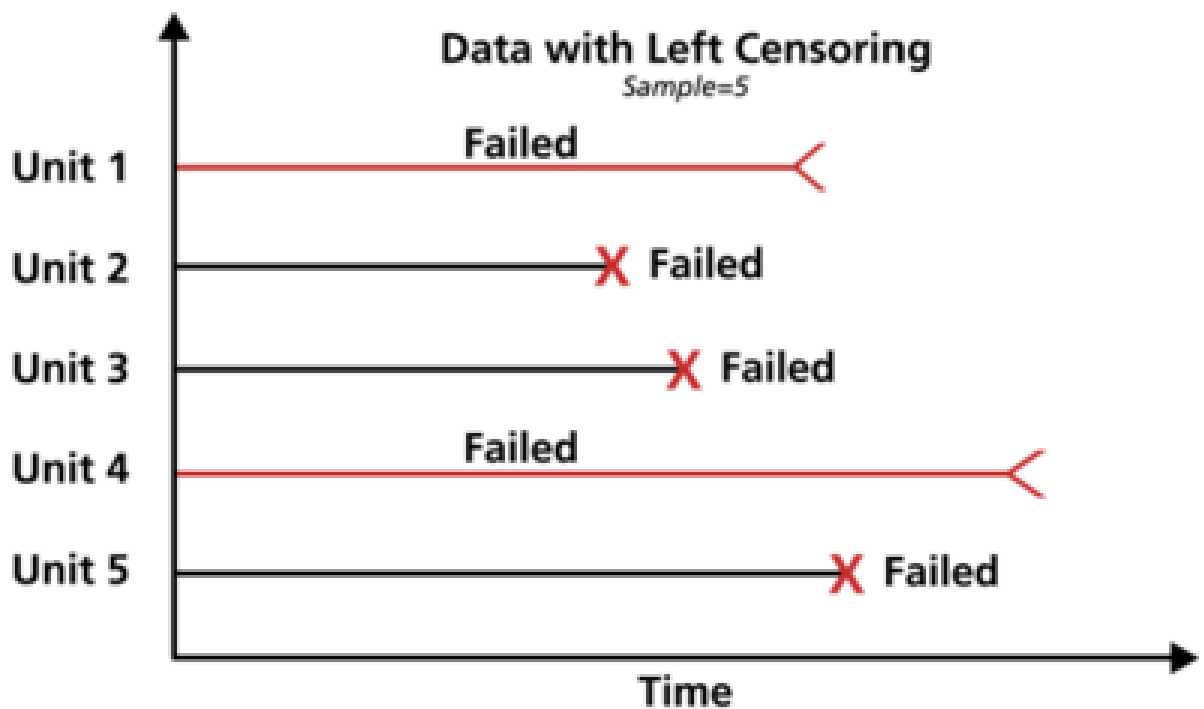 Data with Left Censoring
Sample=5
Failed
Unit 1
Unit 2
Failed
Unit 3
Failed
Failed
Unit 4
Unit 5
Failed
Time